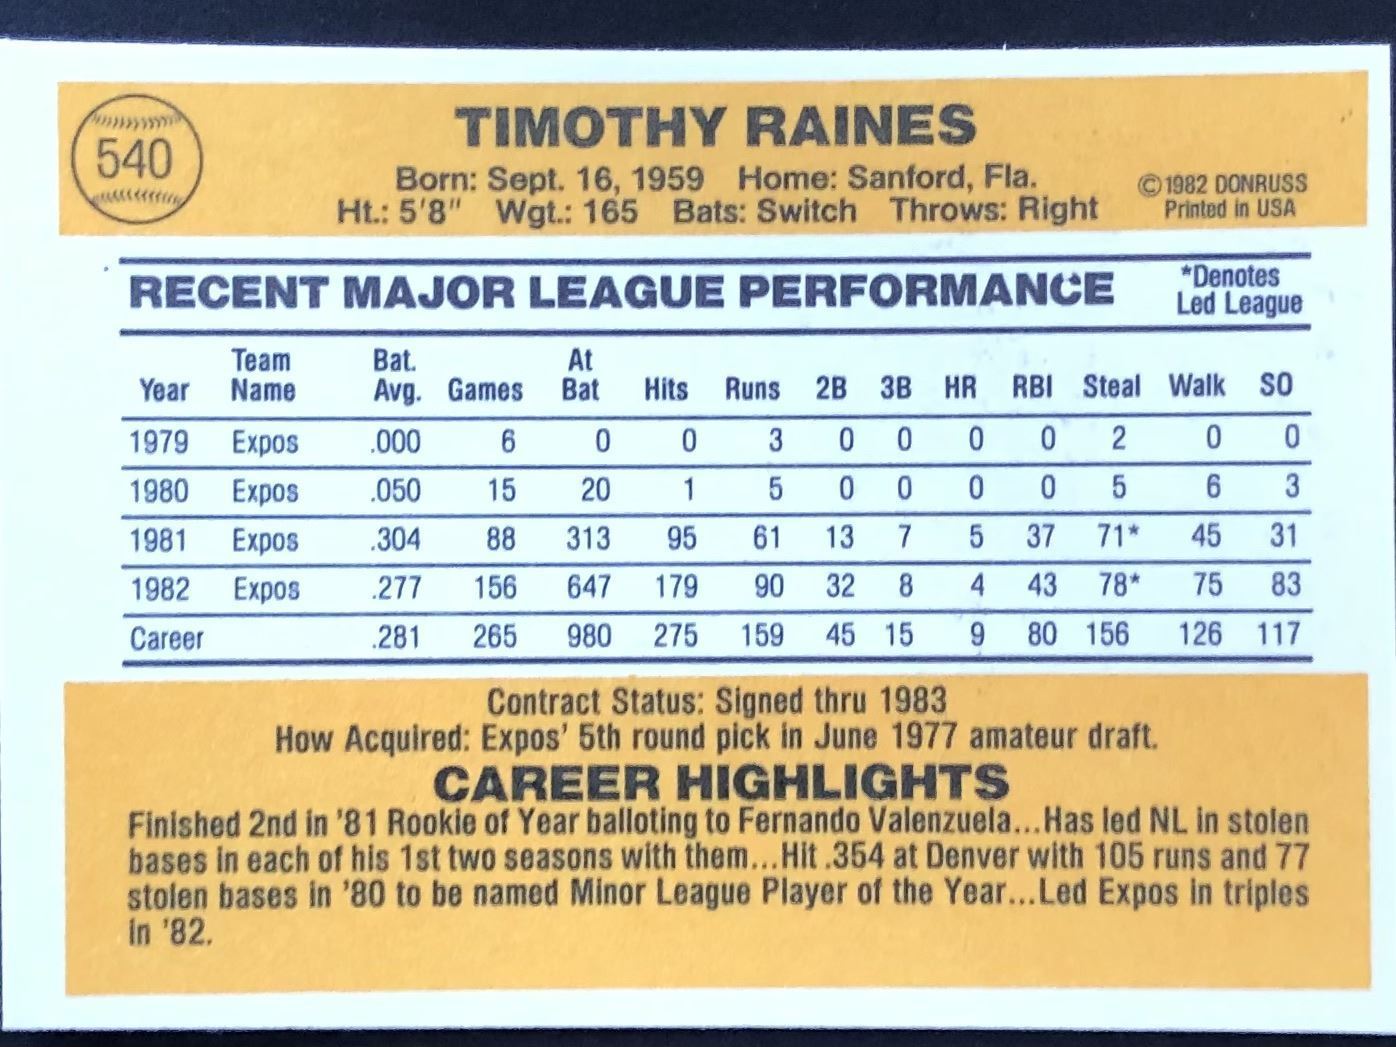 540
TIMOTHY RAINES
Born: Sept. 16, 1959 Home: Sanford, Fla.
Ht.: 5'8" Wgt.: 165 Bats: Switch Throws: Right
©1982 DONRUSS
Printed in USA
RECENT MAJOR LEAGUE PERFORMANCE
*Denotes
Led League
Year Team Name Bat. Avg. Games At Bat Hits Runs 2B 3B HR RBI Steal Walk SO
1979 Expos .000 6 0 0 3 0 0 0 0 2 0 0
1980 Expos .050 15 20 1 5 0 0 0 0 5 6 3
1981 Expos .304 88 313 95 61 13 7 5 37 71* 45 31
1982 Expos .277 156 647 179 90 32 8 4 43 78* 75 83
Career .281 265 980 275 159 45 15 9 80 156 126 117
Contract Status: Signed thru 1983
How Acquired: Expos' 5th round pick in June 1977 amateur draft.
CAREER HIGHLIGHTS
Finished 2nd in '81 Rookie of Year balloting to Fernando Valenzuela...Has led NL in stolen
bases in each of his 1st two seasons with them...Hit .354 at Denver with 105 runs and 77
stolen bases in '80 to be named Minor League Player of the Year...Led Expos in triples
in '82.